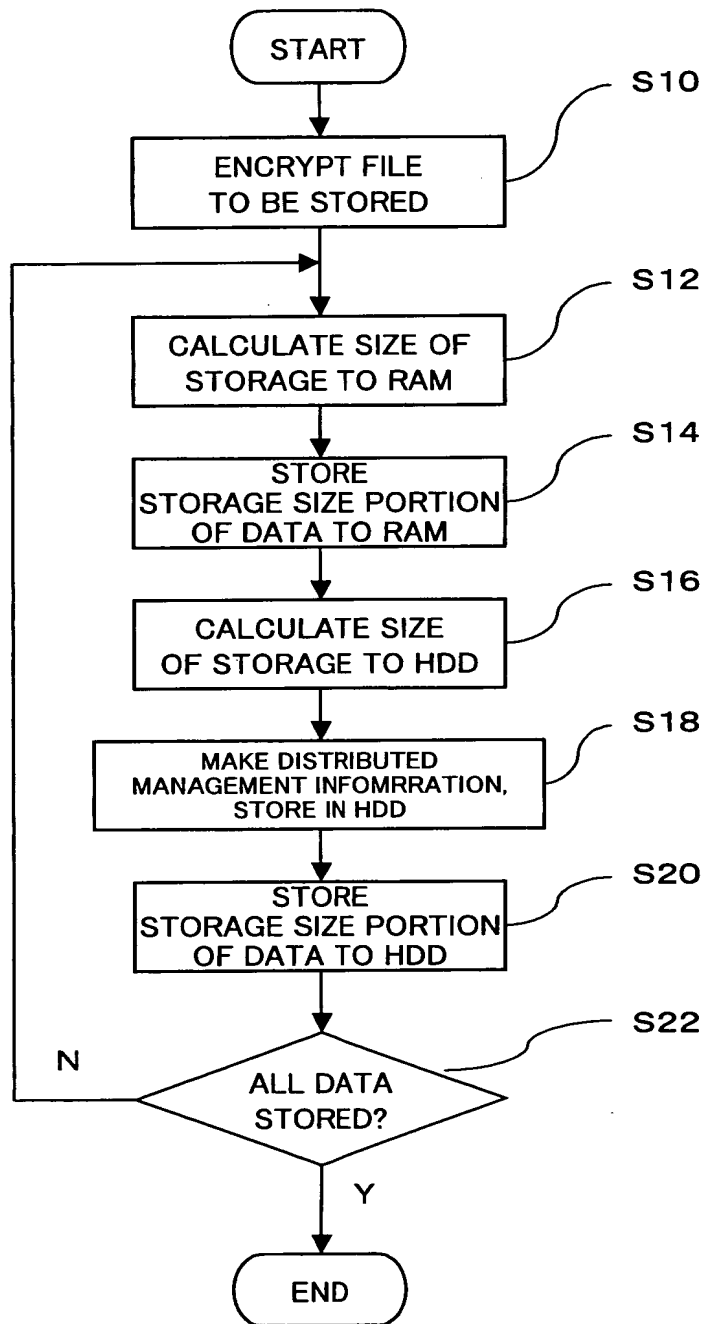 START
S10
ENCRYPT FILE
TO BE STORED
S12
CALCULATE SIZE OF
STORAGE TO RAM
S14
STORE
STORAGE SIZE PORTION
OF DATA TO RAM
S16
CALCULATE SIZE
OF STORAGE TO HDD
S18
MAKE DISTRIBUTED
MANAGEMENT INFOMRRATION,
STORE IN HDD
S20
STORE
STORAGE SIZE PORTION
OF DATA TO HDD
S22
N
ALL DATA
STORED?
Y
END